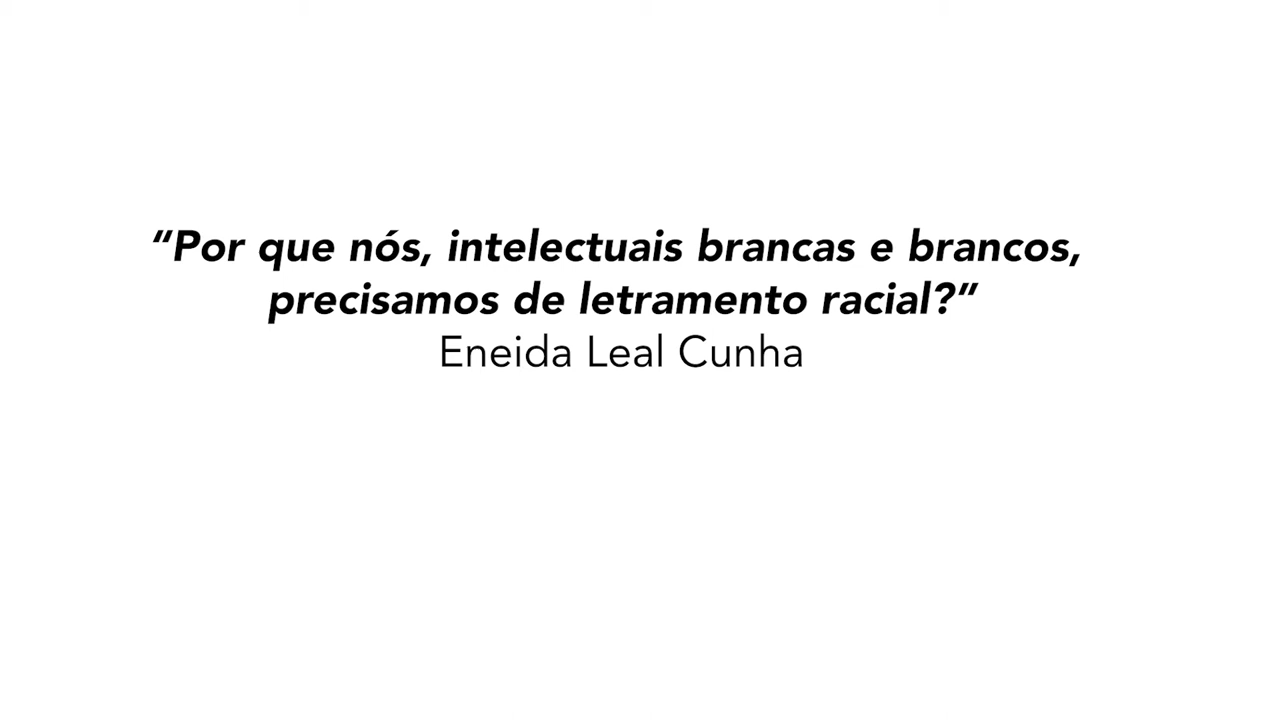 “Por que nós, intelectuais brancas e brancos,
precisamos de letramento racial?”
Eneida Leal Cunha